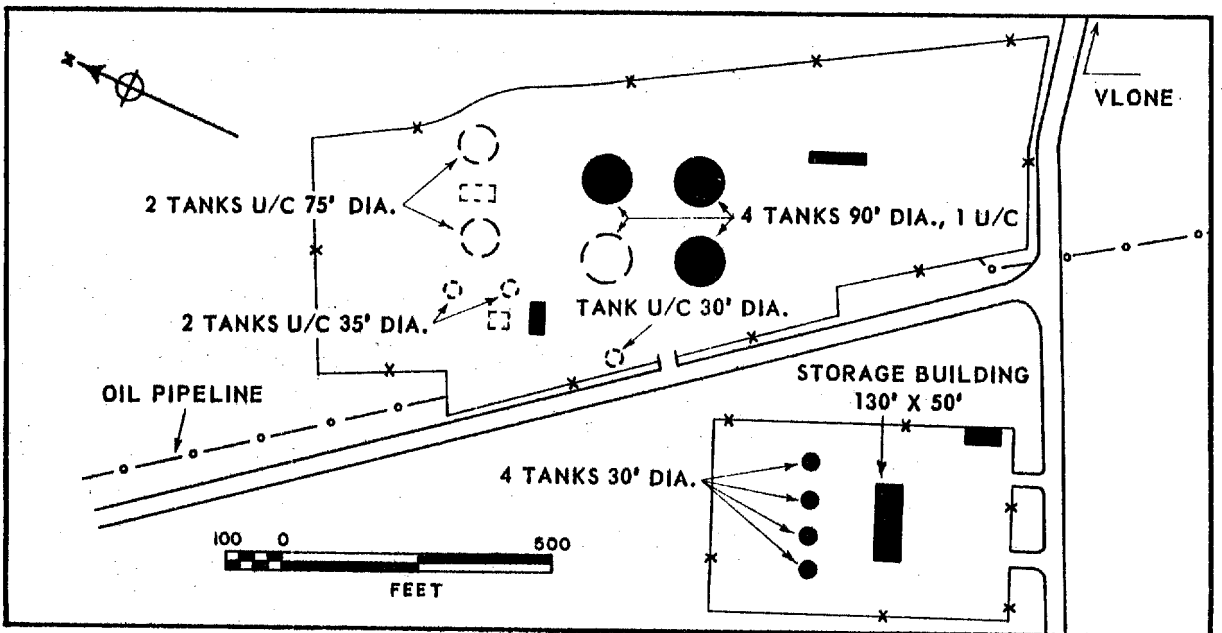 N
VLONE
2 TANKS U/C 75' DIA.
4 TANKS 90' DIA., 1 U/C
2 TANKS U/C 35' DIA.
TANK U/C 30' DIA.
OIL PIPELINE
STORAGE BUILDING
130' X 50'
4 TANKS 30' DIA.
100 0 500
FEET